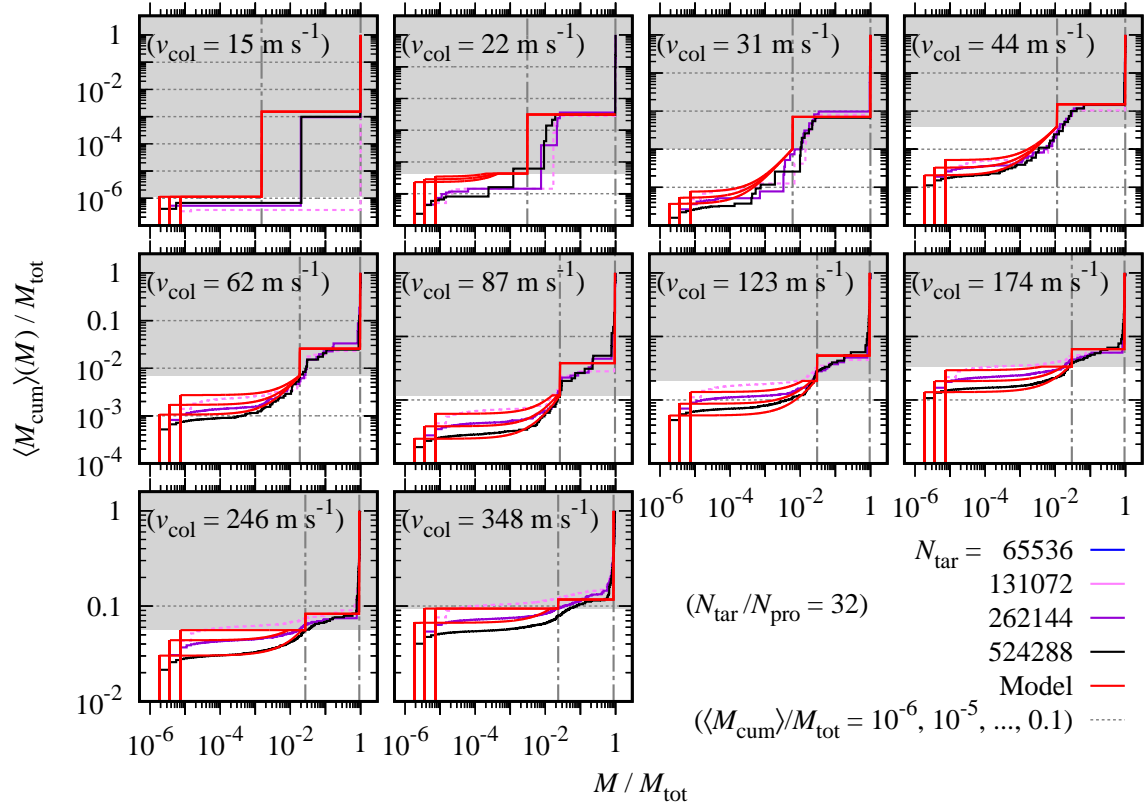 (v_col = 15 m s^-1)
(v_col = 22 m s^-1)
(v_col = 31 m s^-1)
(v_col = 44 m s^-1)
1
10^-2
10^-4
10^-6
(v_col = 62 m s^-1)
(v_col = 87 m s^-1)
(v_col = 123 m s^-1)
(v_col = 174 m s^-1)
1
0.1
10^-2
10^-3
10^-4
⟨M_cum⟩(M) / M_tot
10^-6 10^-4 10^-2 1
10^-6 10^-4 10^-2 1
(v_col = 246 m s^-1)
(v_col = 348 m s^-1)
1
0.1
10^-2
10^-6 10^-4 10^-2 1
10^-6 10^-4 10^-2 1
M / M_tot
N_tar = 65536
131072
(N_tar/N_pro = 32)
262144
524288
Model
(⟨M_cum⟩/M_tot = 10^-6, 10^-5, ..., 0.1)